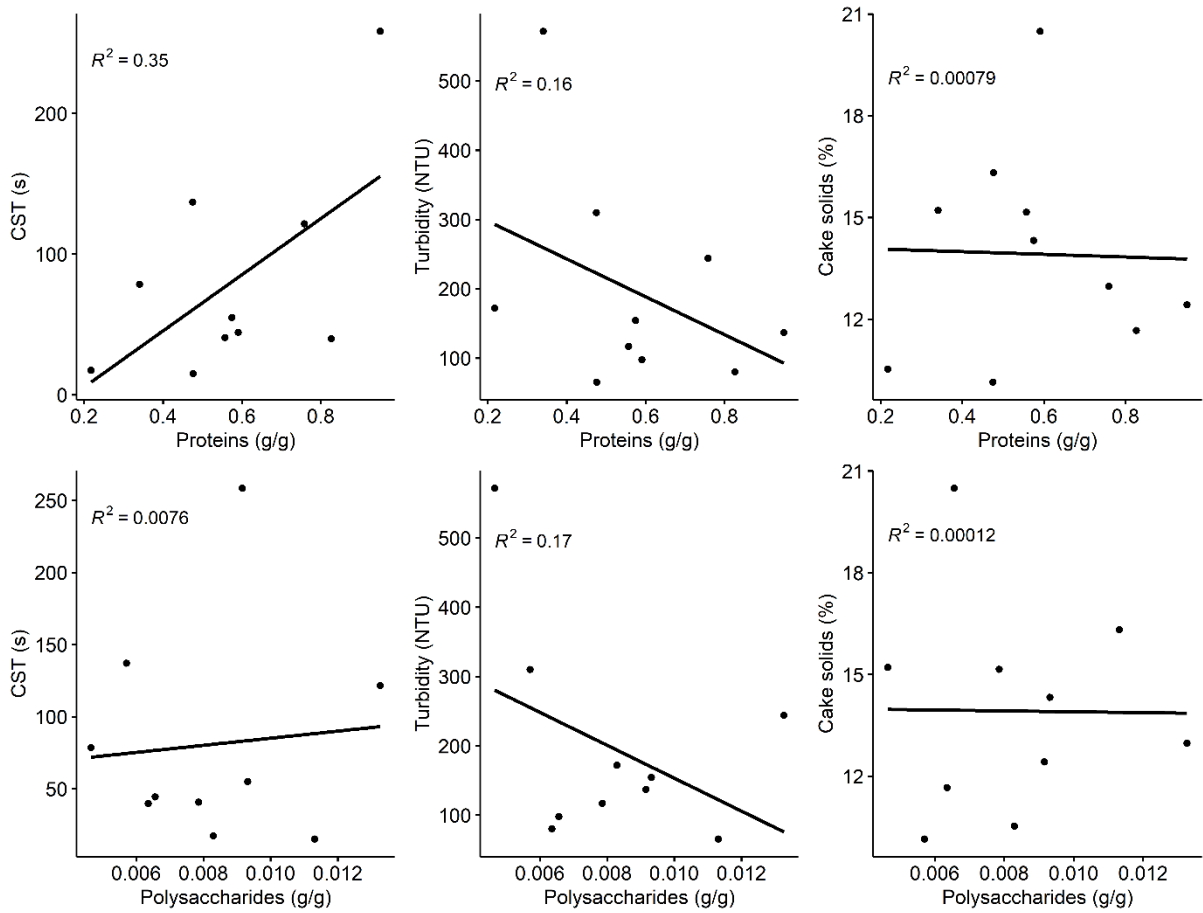 R² = 0.35
CST (s)
200
100
0
0.2 0.4 0.6 0.8
Proteins (g/g)
R² = 0.16
Turbidity (NTU)
500
400
300
200
100
0.2 0.4 0.6 0.8
Proteins (g/g)
R² = 0.00079
Cake solids (%)
21
18
15
12
0.2 0.4 0.6 0.8
Proteins (g/g)
R² = 0.0076
CST (s)
250
200
150
100
50
0.006 0.008 0.010 0.012
Polysaccharides (g/g)
R² = 0.17
Turbidity (NTU)
500
400
300
200
100
0.006 0.008 0.010 0.012
Polysaccharides (g/g)
R² = 0.00012
Cake solids (%)
21
18
15
12
0.006 0.008 0.010 0.012
Polysaccharides (g/g)